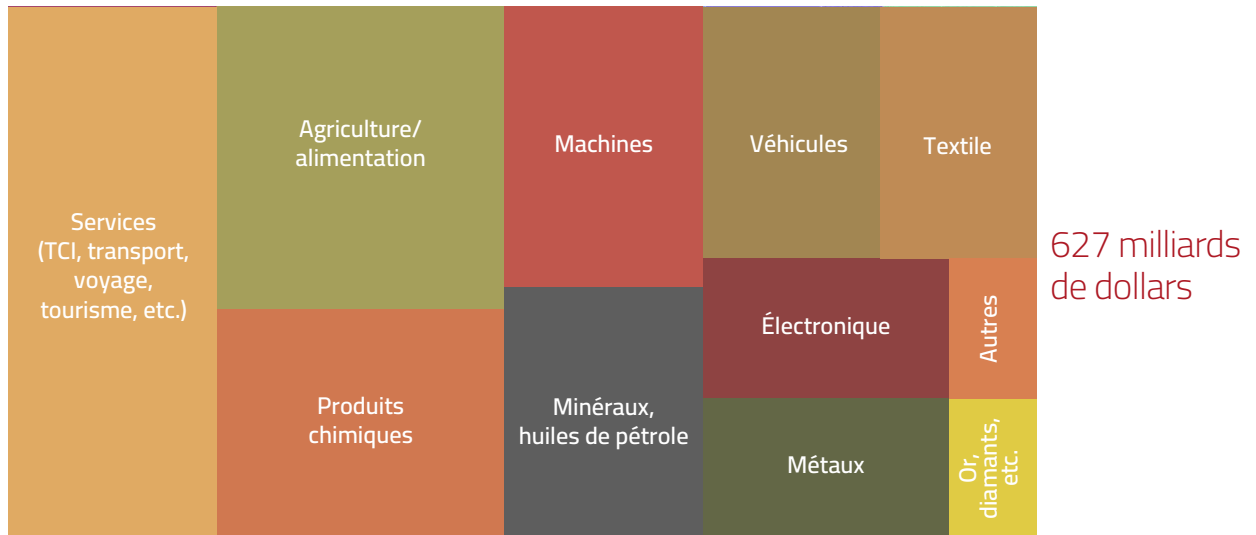 Services
(TCI, transport,
voyage,
tourisme, etc.)
Agriculture/
alimentation
Produits
chimiques
Machines
Minéraux,
huiles de pétrole
Véhicules
Textile
Électronique
Autres
Métaux
Or,
diamants,
etc.
627 milliards
de dollars